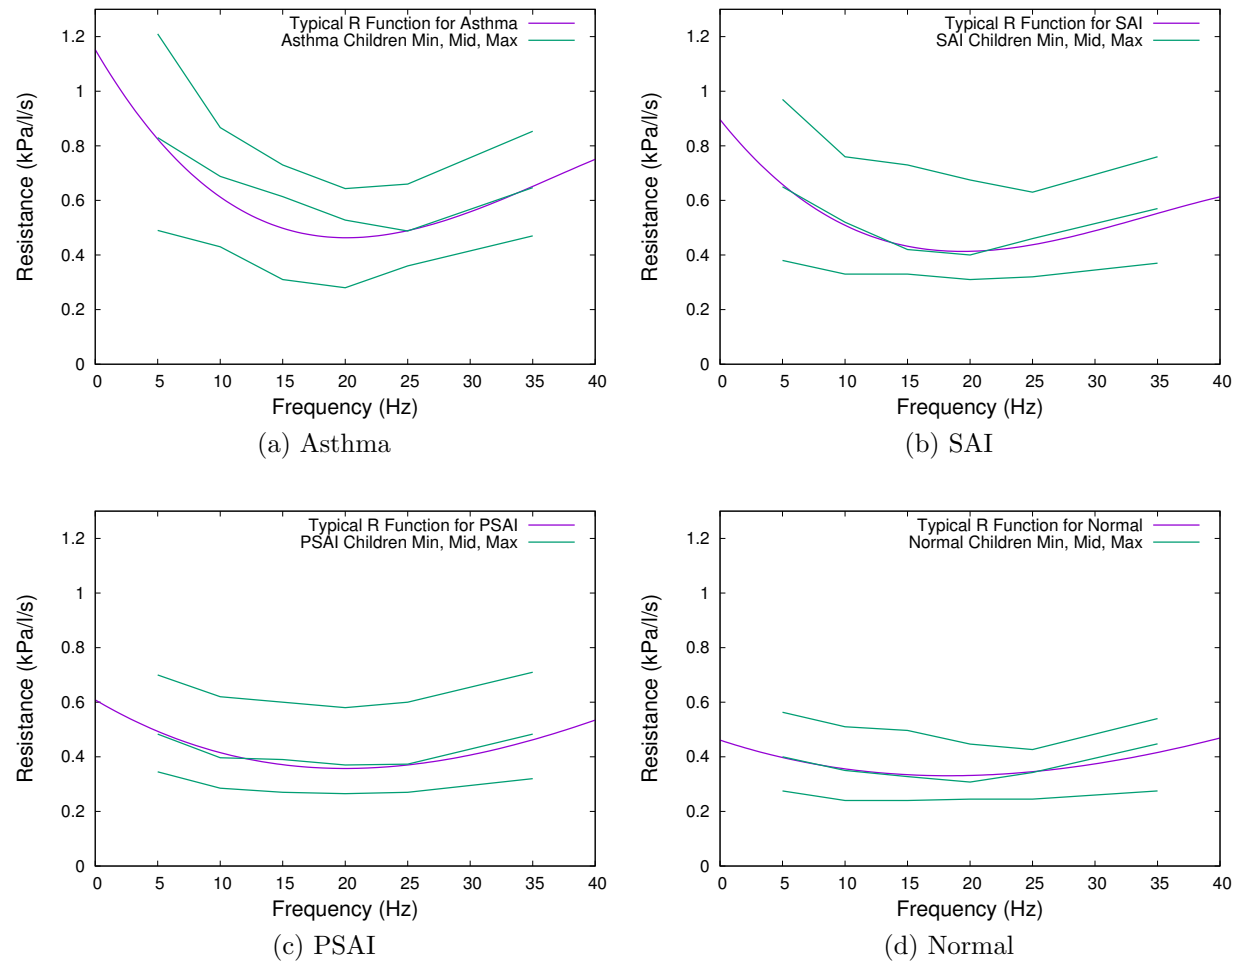 Typical R Function for Asthma
Asthma Children Min, Mid, Max
1.2
1
0.8
0.6
0.4
0.2
0
Resistance (kPa/l/s)
0 5 10 15 20 25 30 35 40
Frequency (Hz)
(a) Asthma
Typical R Function for SAI
SAI Children Min, Mid, Max
1.2
1
0.8
0.6
0.4
0.2
0
Resistance (kPa/l/s)
0 5 10 15 20 25 30 35 40
Frequency (Hz)
(b) SAI
Typical R Function for PSAI
PSAI Children Min, Mid, Max
1.2
1
0.8
0.6
0.4
0.2
0
Resistance (kPa/l/s)
0 5 10 15 20 25 30 35 40
Frequency (Hz)
(c) PSAI
Typical R Function for Normal
Normal Children Min, Mid, Max
1.2
1
0.8
0.6
0.4
0.2
0
Resistance (kPa/l/s)
0 5 10 15 20 25 30 35 40
Frequency (Hz)
(d) Normal